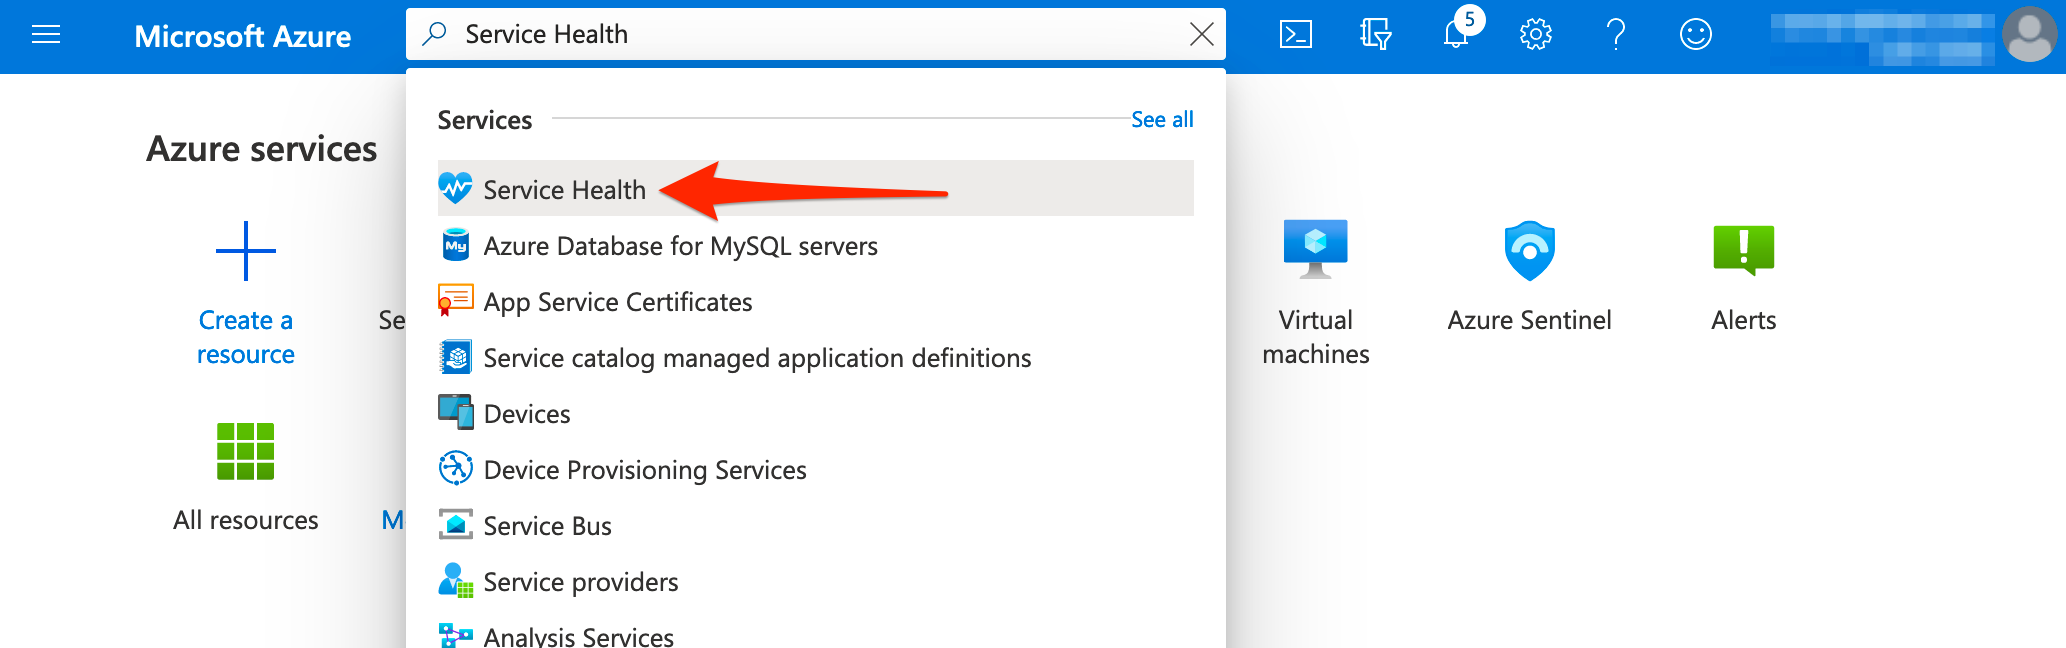 Microsoft Azure
Service Health
5
Services
See all
Azure services
Service Health
Azure Database for MySQL servers
App Service Certificates
Service catalog managed application definitions
Devices
Device Provisioning Services
Service Bus
Service providers
Analysis Services
Create a
resource
Se
Virtual
machines
Azure Sentinel
Alerts
All resources
M